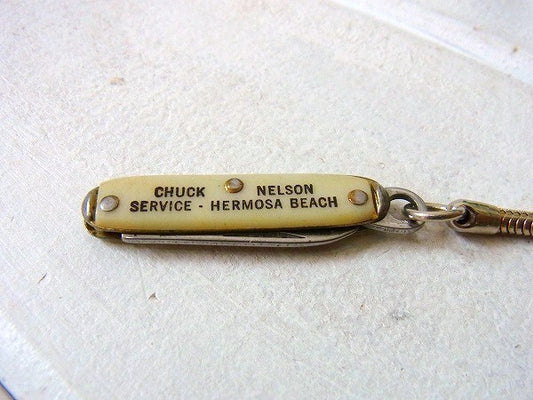 CHUCK NELSON
SERVICE - HERMOSA BEACH